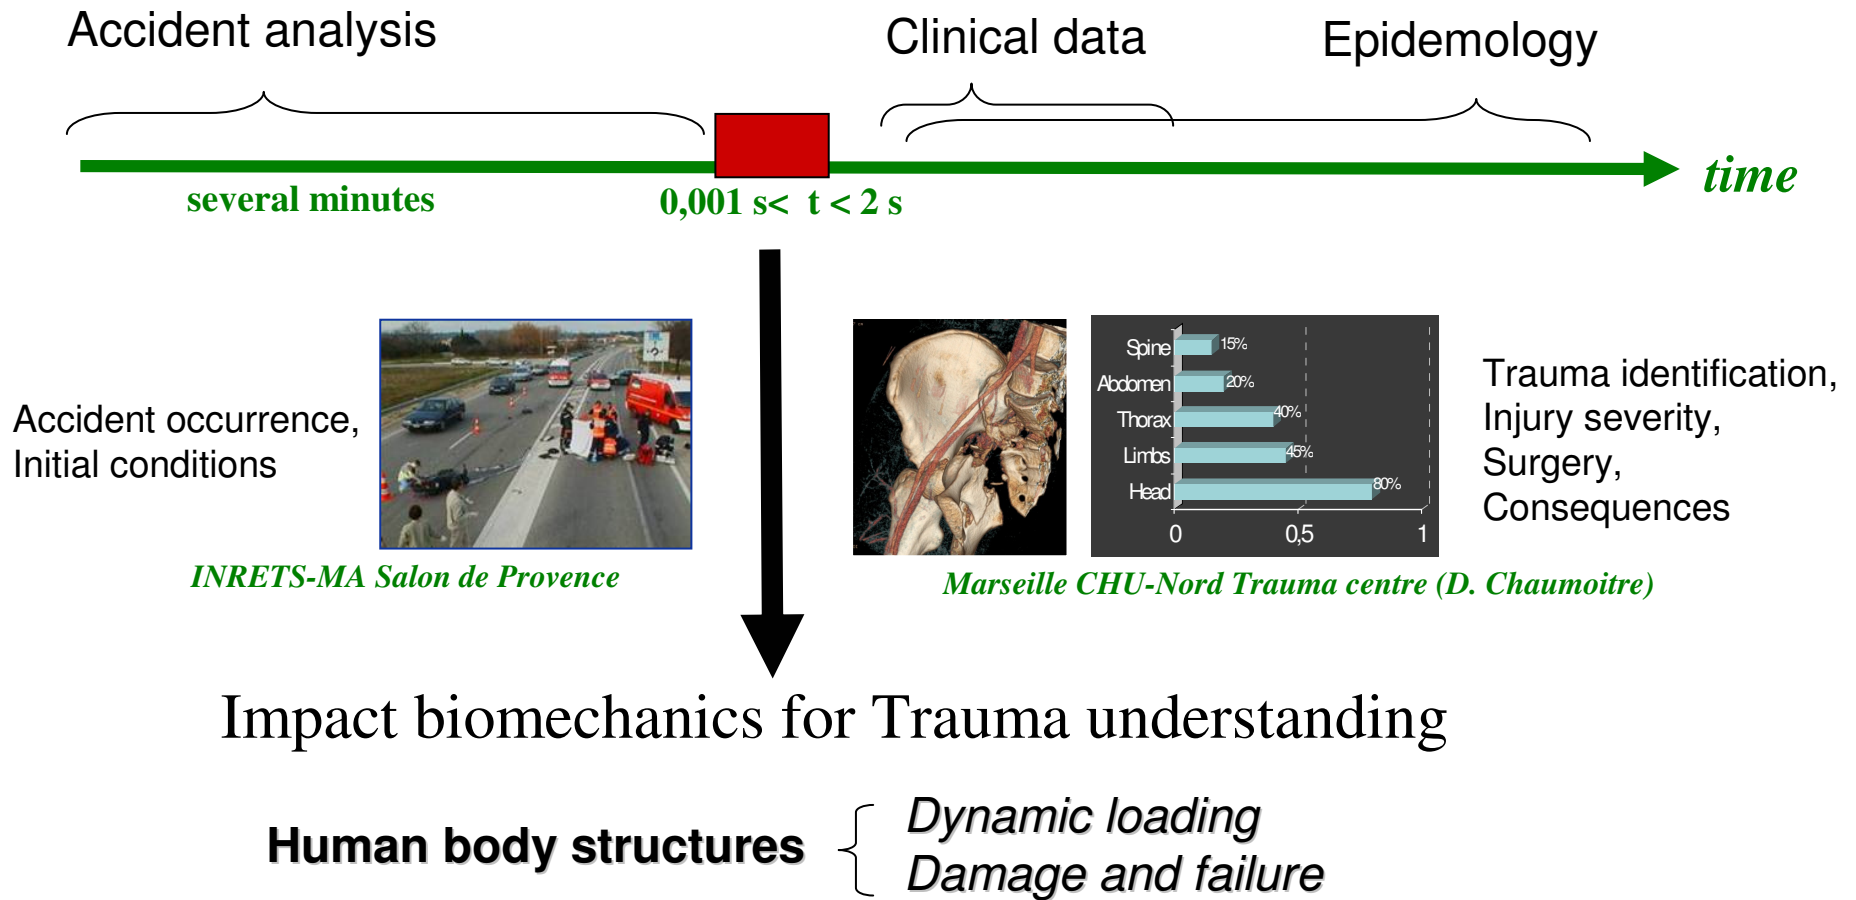 Accident analysis
Clinical data
Epidemology
time
several minutes
0,001 s< t < 2 s
Accident occurrence,
Initial conditions
Spine 15%
Abdomen 20%
Thorax 40%
Limbs 45%
Head 80%
0 0,5 1
Trauma identification,
Injury severity,
Surgery,
Consequences
INRETS-MA Salon de Provence
Marseille CHU-Nord Trauma centre (D. Chaumoitre)
Impact biomechanics for Trauma understanding
Human body structures
Dynamic loading
Damage and failure